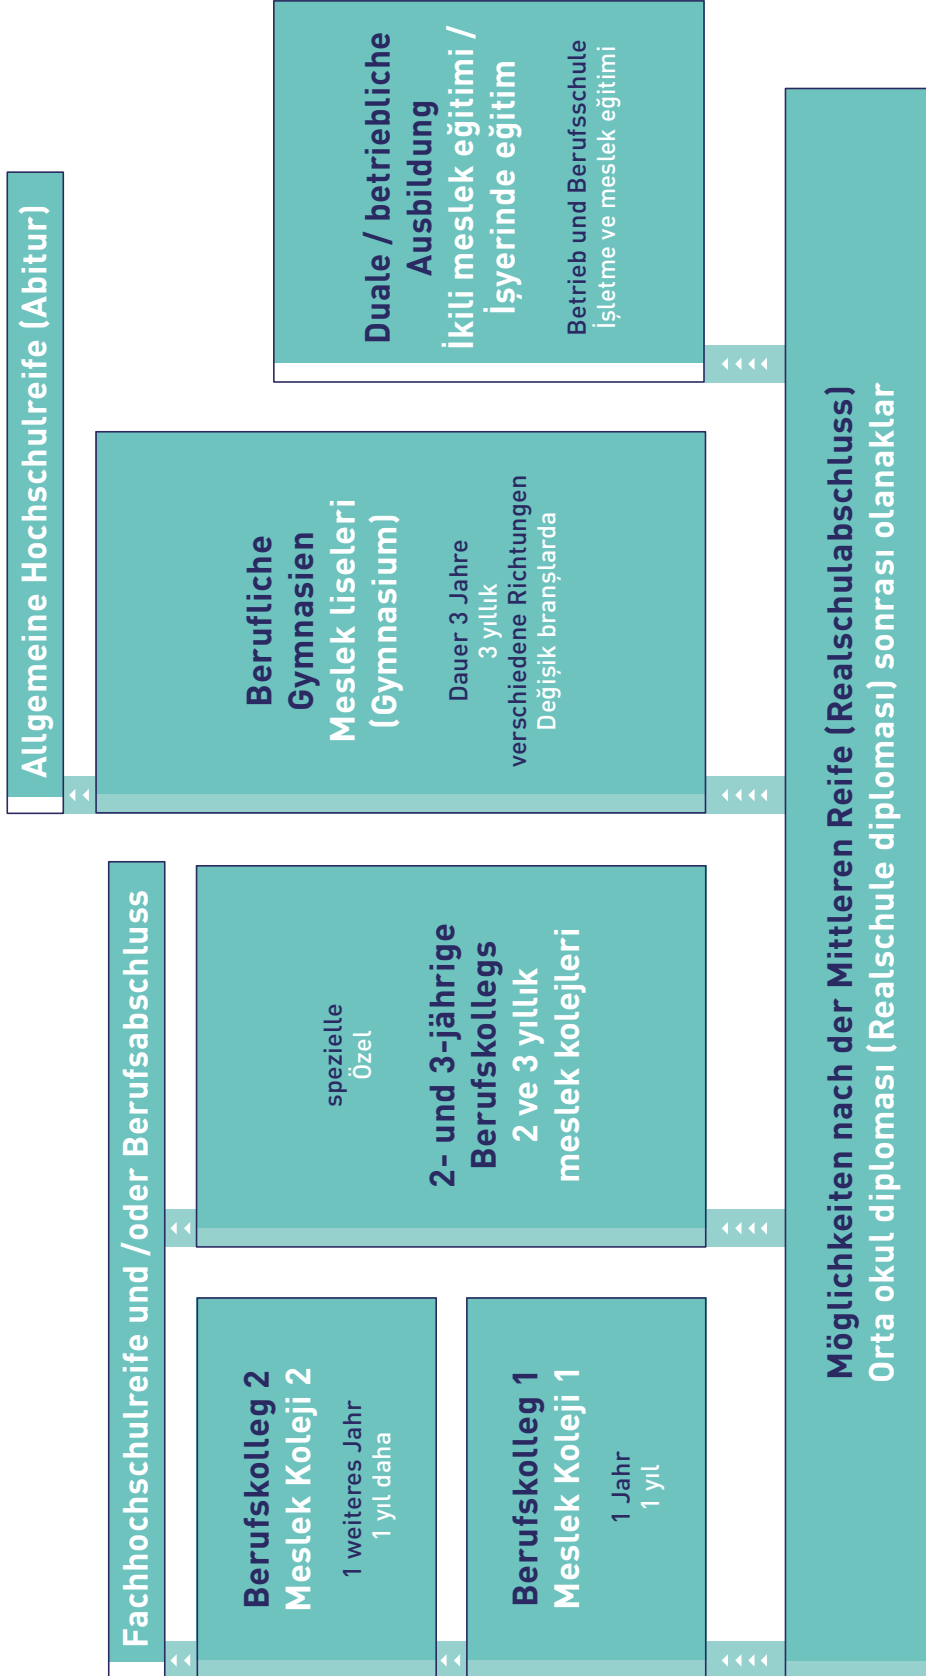 Allgemeine Hochschulreife (Abitur)
Fachhochschulreife und /oder Berufsabschluss
Berufskolleg 2
Meslek Koleji 2
1 weiteres Jahr
1 yıl daha
Berufskolleg 1
Meslek Koleji 1
1 Jahr
1 yıl
spezielle
Özel
2- und 3-jährige
Berufskollegs
2 ve 3 yıllık
meslek kolejleri
Berufliche
Gymnasien
Meslek liseleri
(Gymnasium)
Dauer 3 Jahre
3 yıllık
verschiedene Richtungen
Değişik branşlarda
Duale / betriebliche
Ausbildung
İkili meslek eğitimi /
İşyerinde eğitim
Betrieb und Berufsschule
İşletme ve meslek eğitimi
Möglichkeiten nach der Mittleren Reife (Realschulabschluss)
Orta okul diploması (Realschule diploması) sonrası olanaklar